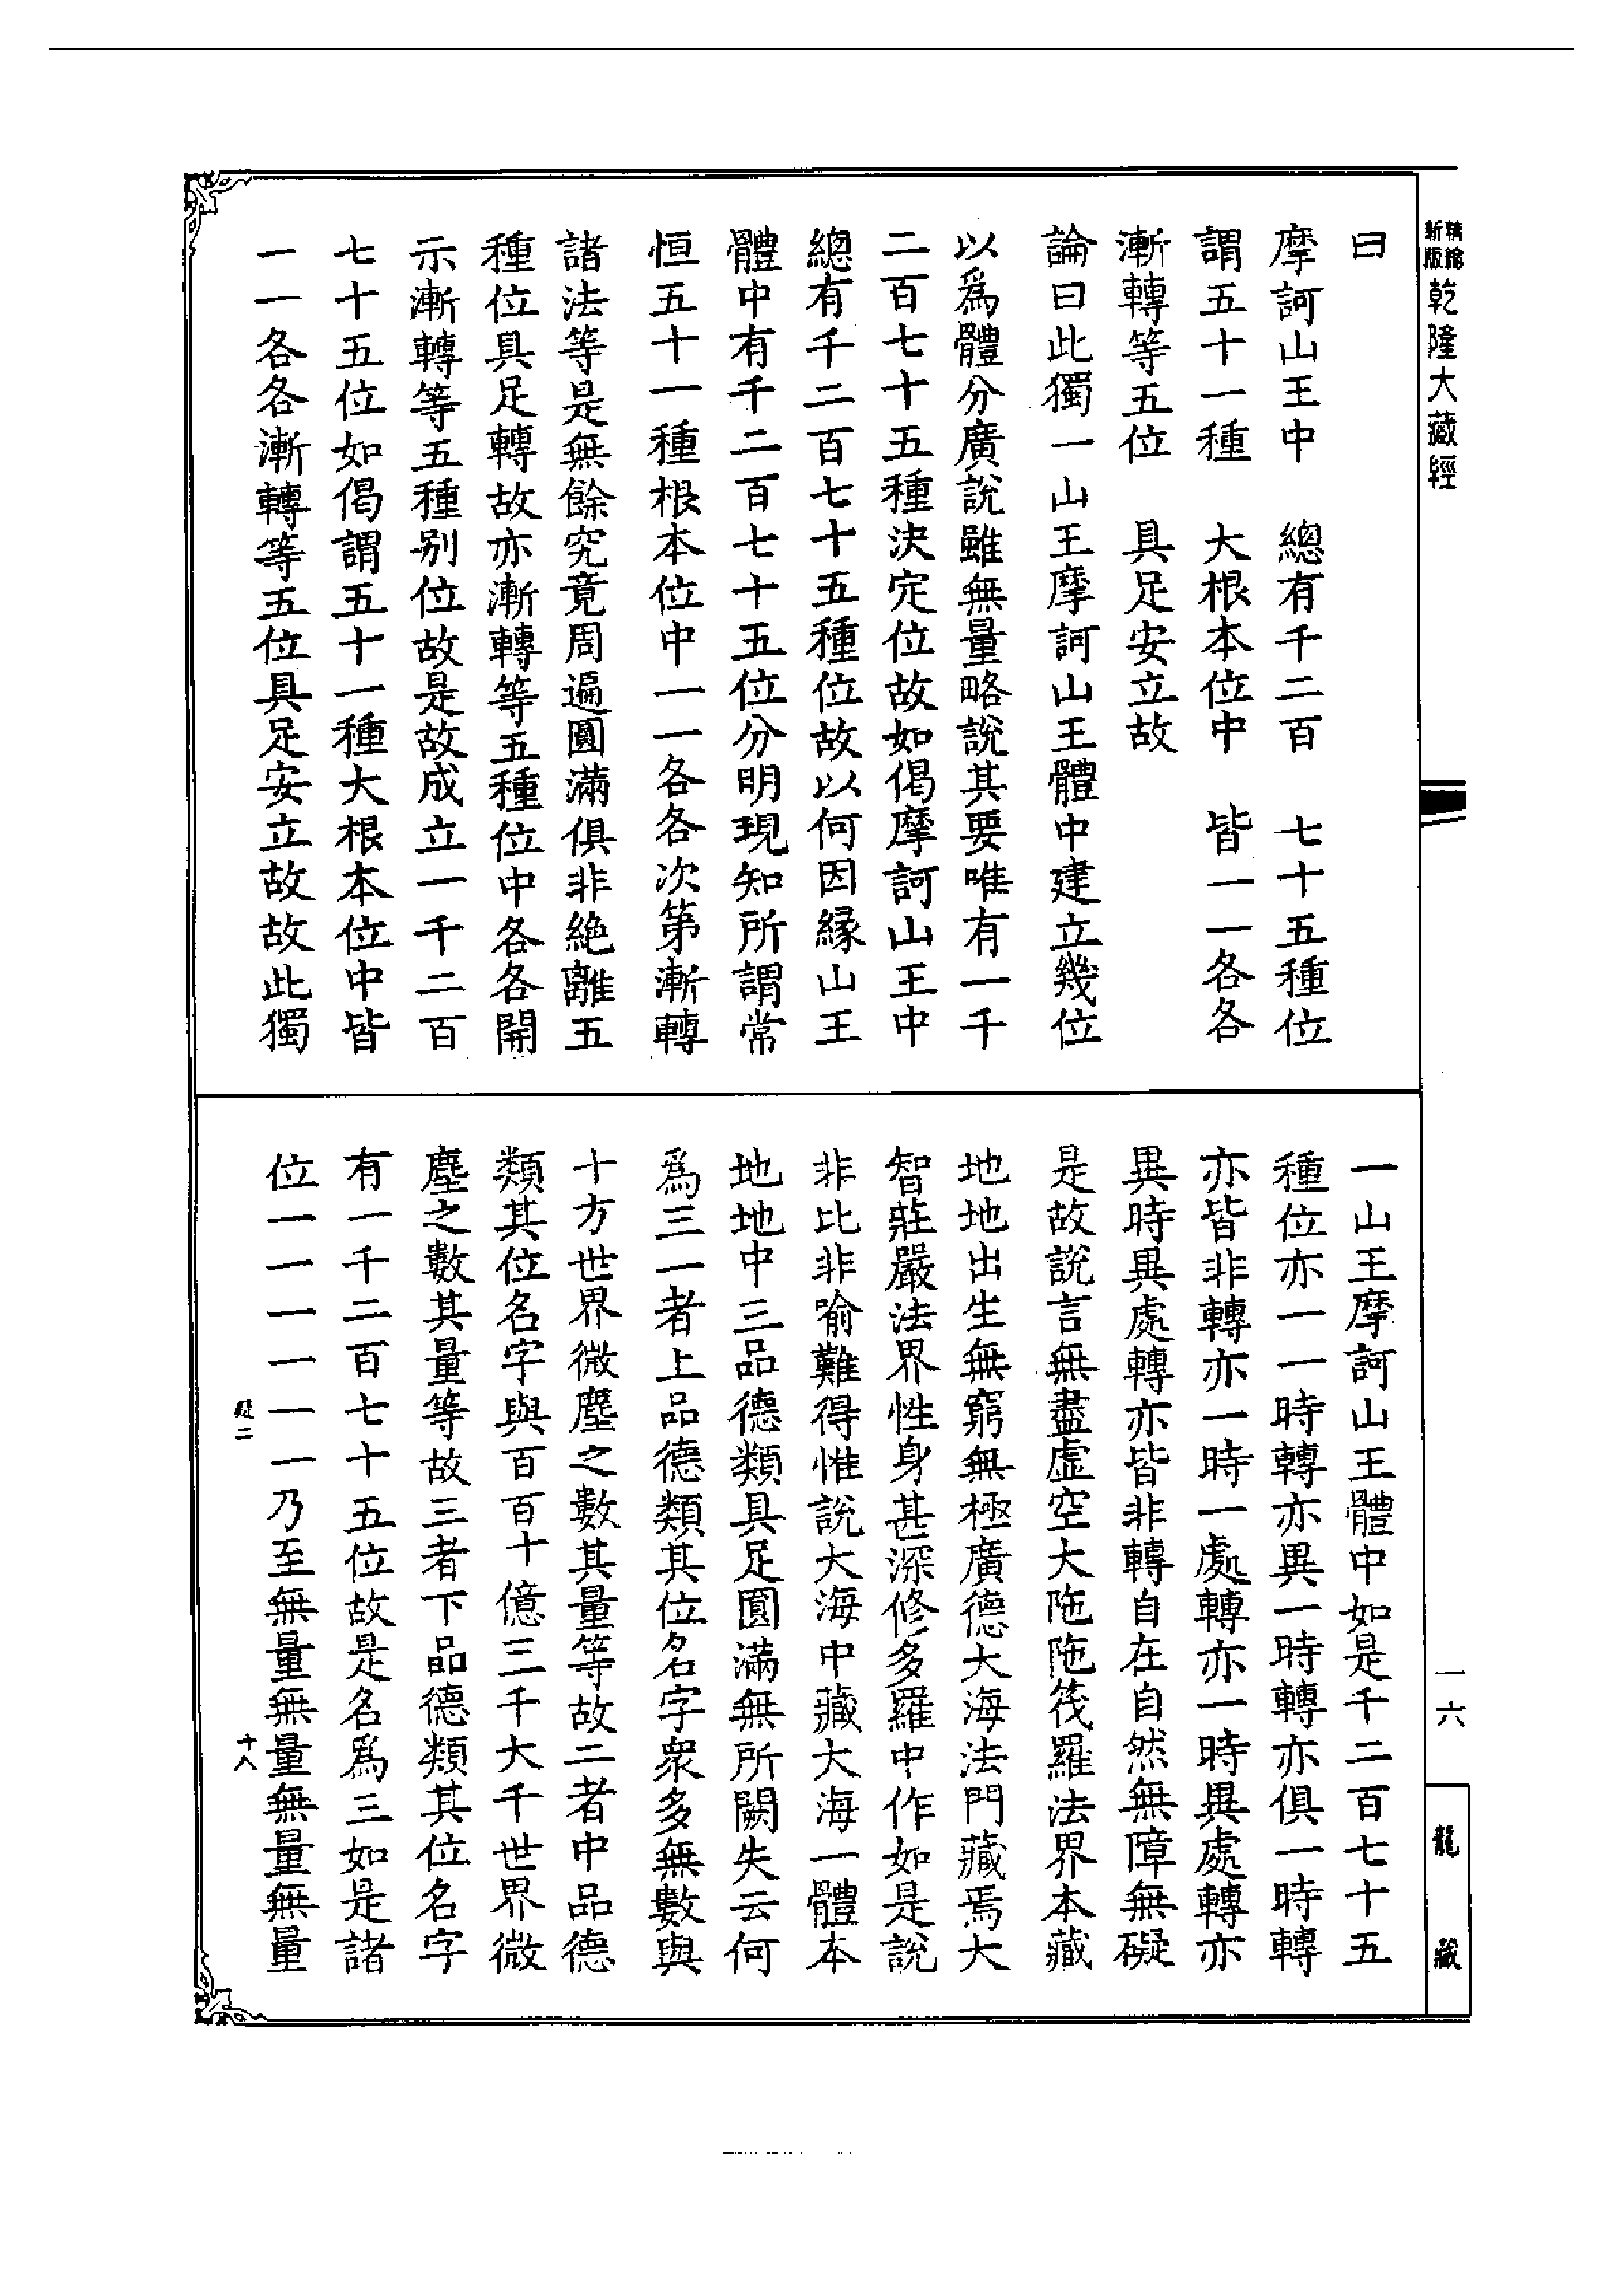 新版精縮乾隆大藏經
曰
摩訶山王中　總有千二百　七十五種位
謂五十一種　大根本位中　皆一一各各
漸轉等五位　具足安立故
論曰此獨一山王摩訶山王體中建立幾位
以爲體分廣說雖無量略說其要唯有一千
二百七十五種決定位故如偈摩訶山王中
總有千二百七十五種位故以何因緣山王
體中有千二百七十五位分明現知所謂常
恒五十一種根本位中一一各各次第漸轉
諸法等是無餘究竟周遍圓滿俱非絕離五
種位具足轉故亦漸轉等五種位中各各開
示漸轉等五種別位故是故成立一千二百
七十五位如偈謂五十一種大根本位中皆
一一各各漸轉等五位具足安立故故此獨
一山王摩訶山王體中如是千二百七十五
種位亦一一時轉亦異一時轉亦俱一時轉
亦皆非轉亦一時一處轉亦一時異處轉亦
異時異處轉亦皆非轉自在自然無障無礙
是故說言無盡虛空大陁陁筏羅法界本藏
地地出生無窮無極廣德大海法門藏焉大
智莊嚴法界性身甚深修多羅中作如是說
非比非喻難得惟說大海中藏大海一體本
地地中三品德類具足圓滿無所闕失云何
爲三一者上品德類其位名字衆多無數與
十方世界微塵之數其量等故二者中品德
類其位名字與百百十億三千大千世界微
塵之數其量等故三者下品德類其位名字
有一千二百七十五位故是名爲三如是諸
位一一一一一一乃至無量無量無量無量
十八
一六
龍藏